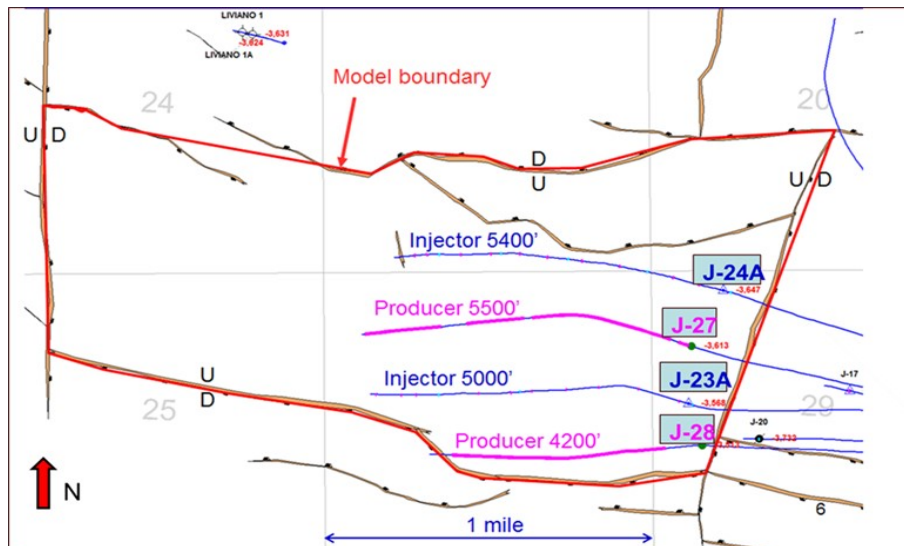 LIVIANO 1
-3,631
-3,624
LIVIANO 1A
Model boundary
24
20
U D
D
U
U D
Injector 5400’
J-24A
-3.647
Producer 5500’
J-27
-3,613
Injector 5000’
J-23A
-3.568
J-17
U
D
25
29
Producer 4200’
J-28
J-20
-3,733
N
6
1 mile